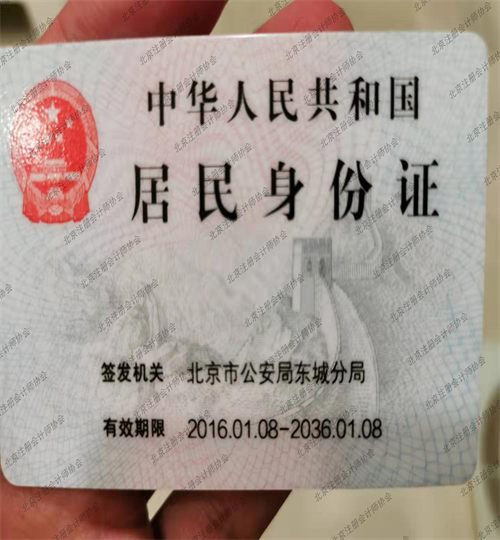 中华人民共和国
居民身份证
签发机关 北京市公安局东城分局
有效期限 2016.01.08-2036.01.08
北京注册会计师协会